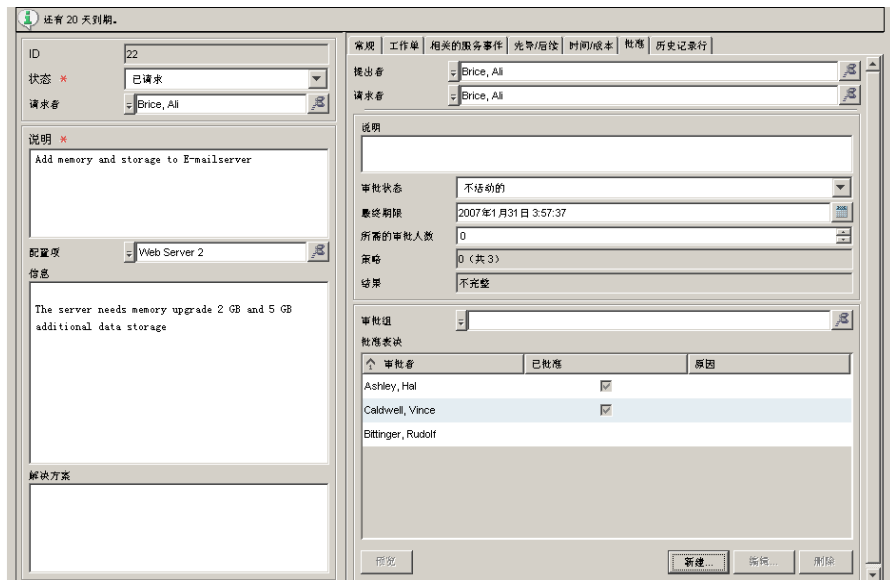 还有 20 天到期。
ID 22
状态 * 已请求
请求者 Brice, Ali
说明 *
Add memory and storage to E-mailserver
配置项 Web Server 2
信息
The server needs memory upgrade 2 GB and 5 GB
additional data storage
解决方案
常规 工作单 相关的服务事件 先导/后续 时间/成本 批准 历史记录行
提出者 Brice, Ali
请求者 Brice, Ali
说明
审批状态 不活动的
最终期限 2007年1月31日 3:57:37
所需的审批人数 0
策略 0（共 3）
结果 不完整
审批组
批准表决
审批者 已批准 原因
Ashley, Hal
Caldwell, Vince
Bittinger, Rudolf
预览 新建... 编辑... 删除